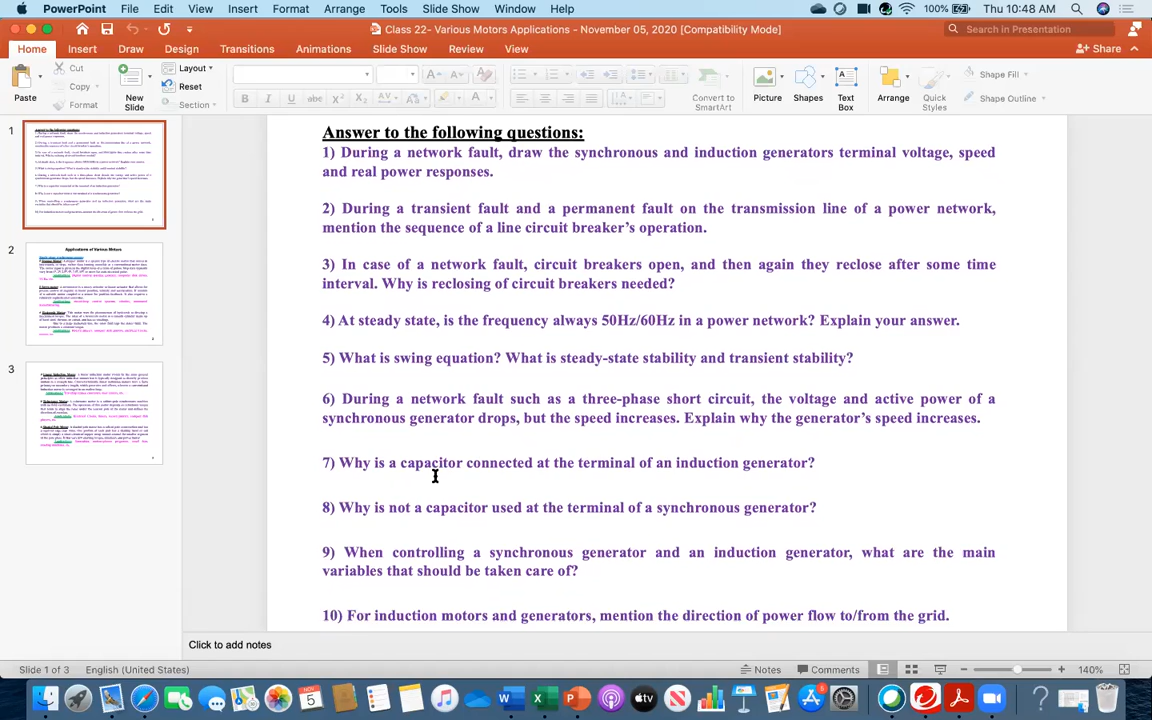 PowerPoint File Edit View Insert Format Arrange Tools Slide Show Window Help 100% Thu 10:48 AM
Class 22- Various Motors Applications - November 05, 2020 [Compatibility Mode] Search in Presentation
Home Insert Draw Design Transitions Animations Slide Show Review View Share
Paste Cut Copy Format New Slide Layout Reset Section Convert to SmartArt Picture Shapes Text Box Arrange Quick Styles Shape Fill Shape Outline
1
2
Applications of Various Motors
3
Answer to the following questions:
1) During a network fault, draw the synchronous and induction generators terminal voltage, speed
and real power responses.
2) During a transient fault and a permanent fault on the transmission line of a power network,
mention the sequence of a line circuit breaker's operation.
3) In case of a network fault, circuit breakers open, and then again they reclose after some time
interval. Why is reclosing of circuit breakers needed?
4) At steady state, is the frequency always 50Hz/60Hz in a power network? Explain your answer.
5) What is swing equation? What is steady-state stability and transient stability?
6) During a network fault such as a three-phase short circuit, the voltage and active power of a
synchronous generator drops, but the speed increases. Explain why the generator's speed increases.
7) Why is a capacitor connected at the terminal of an induction generator?
8) Why is not a capacitor used at the terminal of a synchronous generator?
9) When controlling a synchronous generator and an induction generator, what are the main
variables that should be taken care of?
10) For induction motors and generators, mention the direction of power flow to/from the grid.
Click to add notes
Slide 1 of 3 English (United States) Notes Comments 140%
NOV 5 tv